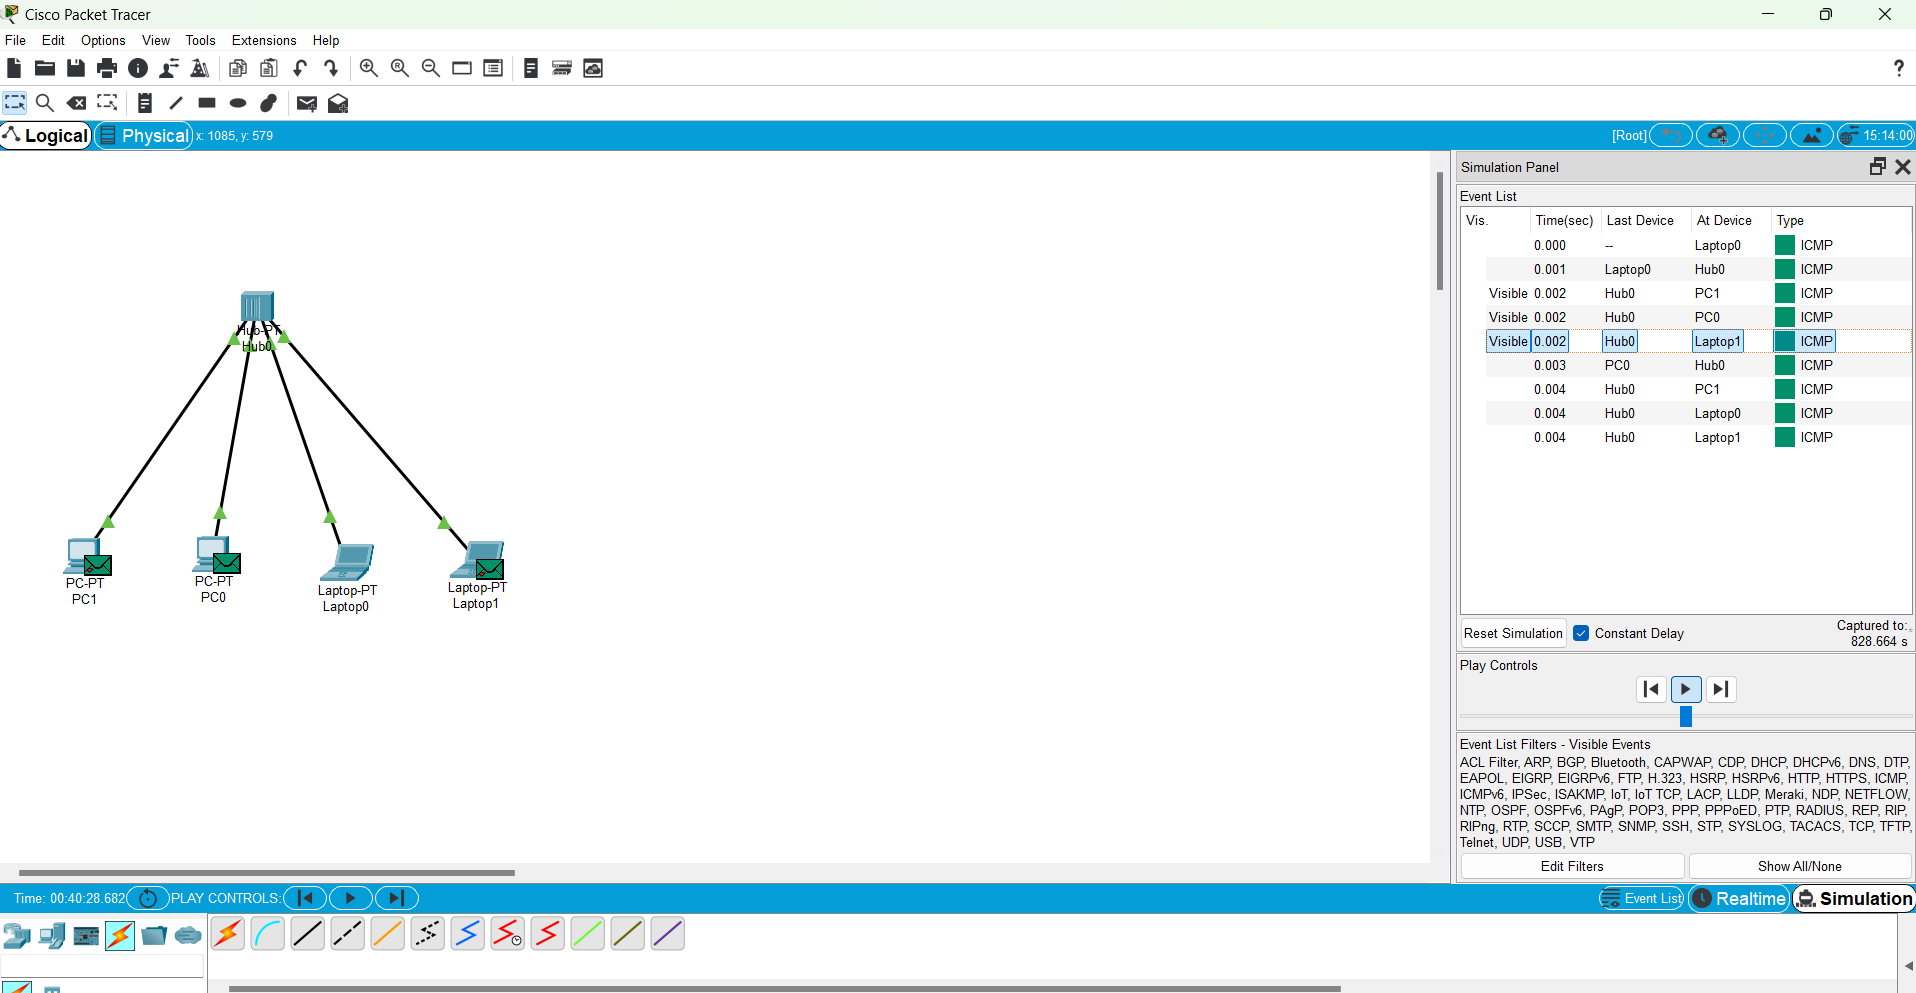 Cisco Packet Tracer
File Edit Options View Tools Extensions Help
Logical Physical x: 1085, y: 579 [Root] 15:14:00
Simulation Panel
Event List
Vis. Time(sec) Last Device At Device Type
0.000 -- Laptop0 ICMP
0.001 Laptop0 Hub0 ICMP
Visible 0.002 Hub0 PC1 ICMP
Visible 0.002 Hub0 PC0 ICMP
Visible 0.002 Hub0 Laptop1 ICMP
0.003 PC0 Hub0 ICMP
0.004 Hub0 PC1 ICMP
0.004 Hub0 Laptop0 ICMP
0.004 Hub0 Laptop1 ICMP
Hub-PT
Hub0
PC-PT
PC1
PC-PT
PC0
Laptop-PT
Laptop0
Laptop-PT
Laptop1
Reset Simulation Constant Delay Captured to:
828.664 s
Play Controls
Event List Filters - Visible Events
ACL Filter, ARP, BGP, Bluetooth, CAPWAP, CDP, DHCP, DHCPv6, DNS, DTP,
EAPOL, EIGRP, EIGRPv6, FTP, H.323, HSRP, HSRPv6, HTTP, HTTPS, ICMP,
ICMPv6, IPSec, ISAKMP, IoT, IoT TCP, LACP, LLDP, Meraki, NDP, NETFLOW,
NTP, OSPF, OSPFv6, PAgP, POP3, PPP, PPPoED, PTP, RADIUS, REP, RIP,
RIPng, RTP, SCCP, SMTP, SNMP, SSH, STP, SYSLOG, TACACS, TCP, TFTP,
Telnet, UDP, USB, VTP
Edit Filters Show All/None
Time: 00:40:28.682 PLAY CONTROLS: Event List Realtime Simulation